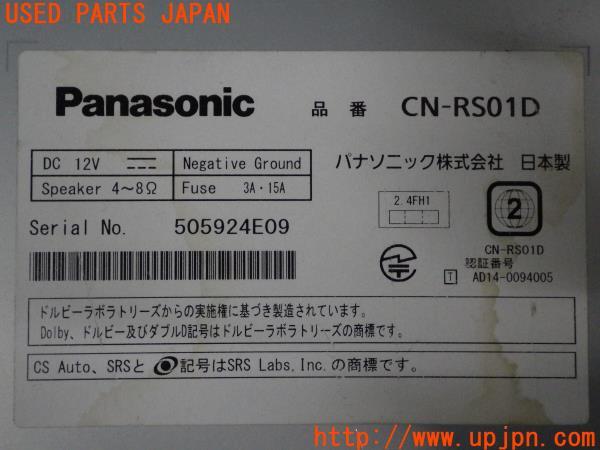 USED PARTS JAPAN
Panasonic 品番 CN-RS01D
DC 12V Negative Ground
Speaker 4~8Ω Fuse 3A・15A
パナソニック株式会社 日本製
Serial No. 505924E09
2.4FH1
2
CN-RS01D
認証番号
T AD14-0094005
ドルビーラボラトリーズからの実施権に基づき製造されています。
Dolby、ドルビー及びダブルD記号はドルビーラボラトリーズの商標です。
CS Auto、SRSと 記号はSRS Labs,Inc.の商標です。
http://www.upjpn.com/